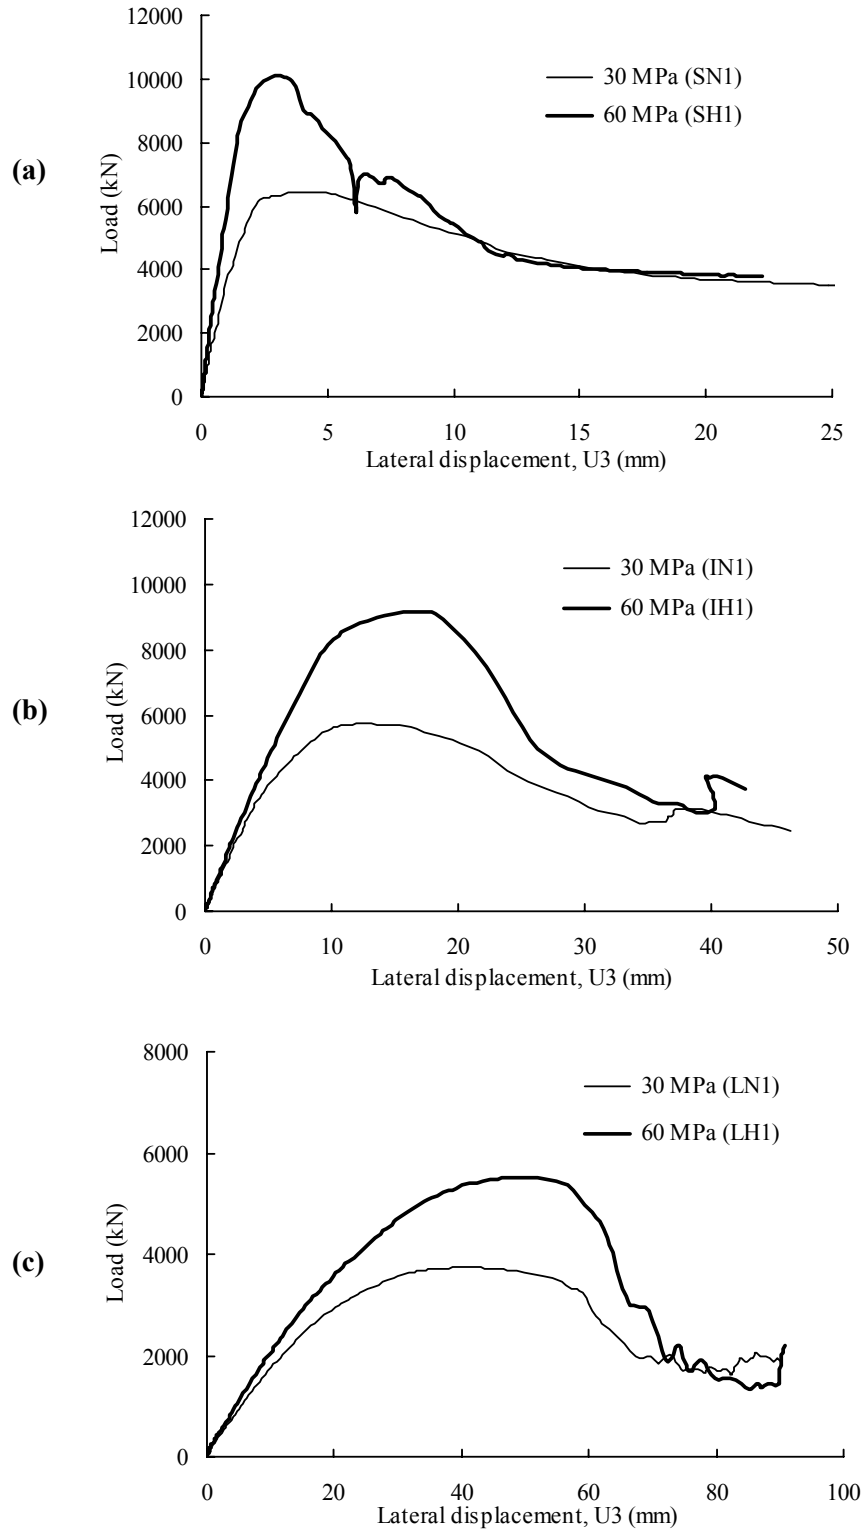 12000
10000
8000
6000
4000
2000
0
Load (kN)
(a)
30 MPa (SN1)
60 MPa (SH1)
0 5 10 15 20 25
Lateral displacement, U3 (mm)
12000
10000
8000
6000
4000
2000
0
Load (kN)
(b)
30 MPa (IN1)
60 MPa (IH1)
0 10 20 30 40 50
Lateral displacement, U3 (mm)
8000
6000
4000
2000
0
Load (kN)
(c)
30 MPa (LN1)
60 MPa (LH1)
0 20 40 60 80 100
Lateral displacement, U3 (mm)